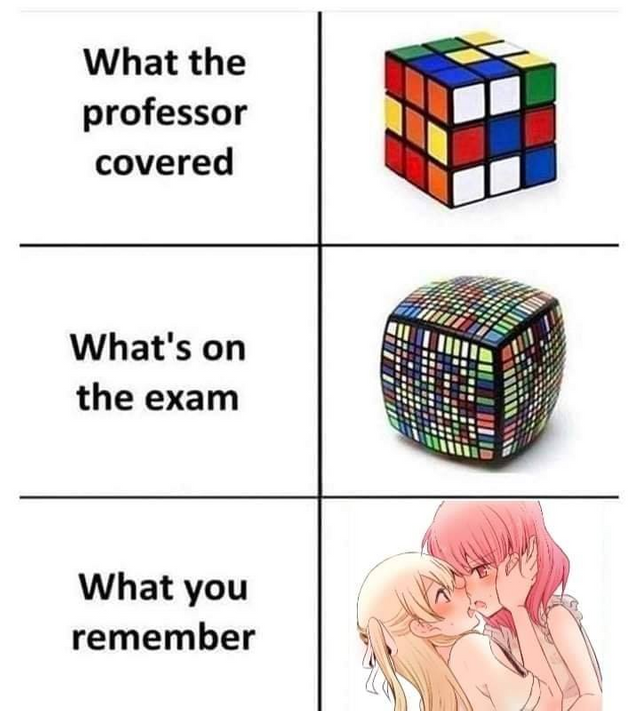 What the
professor
covered
What's on
the exam
What you
remember